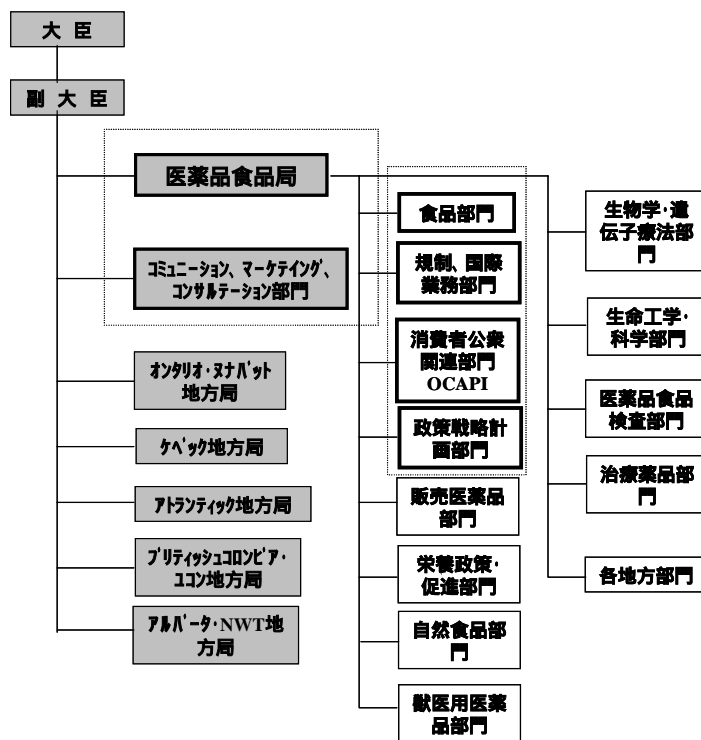 大 臣
副 大 臣
医薬品食品局
コミュニーション、マーケテイング、
コンサルテーション部門
オンタリオ・ヌナバット
地方局
ケベック地方局
アトランティック地方局
ブリティッシュコロンビア・
ユコン地方局
アルバータ・NWT地
方局
食品部門
規制、国際
業務部門
消費者公衆
関連部門
OCAPI
政策戦略計
画部門
販売医薬品
部門
栄養政策・
促進部門
自然食品部
門
獣医用医薬
品部門
生物学・遺
伝子療法部
門
生命工学・
科学部門
医薬品食品
検査部門
治療薬品部
門
各地方部門